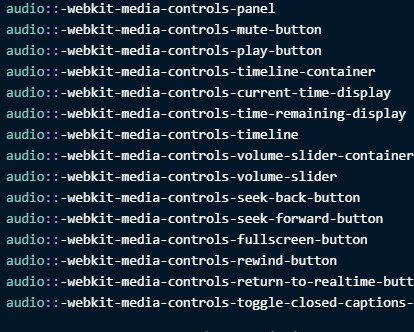 audio::-webkit-media-controls-panel
audio::-webkit-media-controls-mute-button
audio::-webkit-media-controls-play-button
audio::-webkit-media-controls-timeline-container
audio::-webkit-media-controls-current-time-display
audio::-webkit-media-controls-time-remaining-display
audio::-webkit-media-controls-timeline
audio::-webkit-media-controls-volume-slider-container
audio::-webkit-media-controls-volume-slider
audio::-webkit-media-controls-seek-back-button
audio::-webkit-media-controls-seek-forward-button
audio::-webkit-media-controls-fullscreen-button
audio::-webkit-media-controls-rewind-button
audio::-webkit-media-controls-return-to-realtime-butt
audio::-webkit-media-controls-toggle-closed-captions-